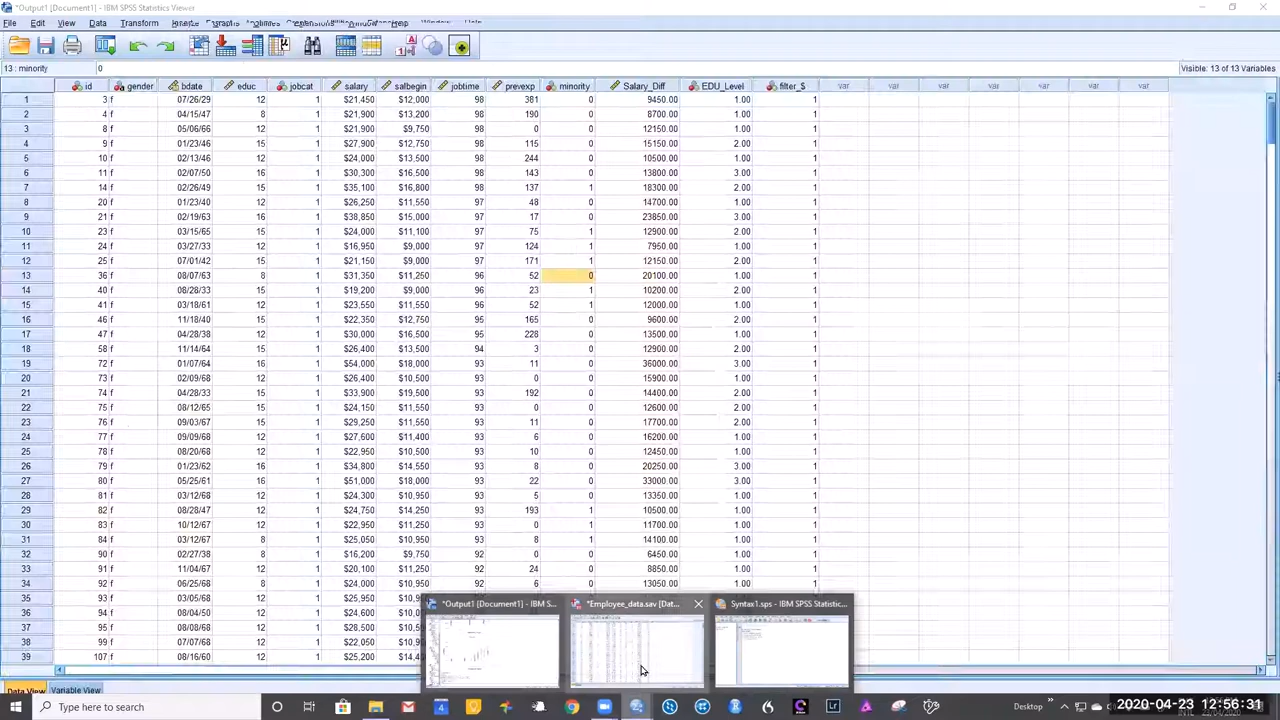 *Output1 [Document1] - IBM SPSS Statistics Viewer
File Edit View Data Transform
13 : minority 0 Visible: 13 of 13 Variables
id gender bdate educ jobcat salary salbegin jobtime prevexp minority Salary_Diff EDU_Level filter_$ var var var var var var var
1 3 f 07/26/29 12 1 $21,450 $12,000 98 381 0 9450.00 1.00 1
2 4 f 04/15/47 8 1 $21,900 $13,200 98 190 0 8700.00 1.00 1
3 8 f 05/06/66 12 1 $21,900 $9,750 98 0 0 12150.00 1.00 1
4 9 f 01/23/46 15 1 $27,900 $12,750 98 115 0 15150.00 2.00 1
5 10 f 02/13/46 12 1 $24,000 $13,500 98 244 0 10500.00 1.00 1
6 11 f 02/07/50 16 1 $30,300 $16,500 98 143 0 13800.00 3.00 1
7 14 f 02/26/49 15 1 $35,100 $16,800 98 137 1 18300.00 2.00 1
8 20 f 01/23/40 12 1 $26,250 $11,550 97 48 0 14700.00 1.00 1
9 21 f 02/19/63 16 1 $38,850 $15,000 97 17 0 23850.00 3.00 1
10 23 f 03/15/65 15 1 $24,000 $11,100 97 75 1 12900.00 2.00 1
11 24 f 03/27/33 12 1 $16,950 $9,000 97 124 1 7950.00 1.00 1
12 25 f 07/01/42 15 1 $21,150 $9,000 97 171 1 12150.00 2.00 1
13 36 f 08/07/63 8 1 $31,350 $11,250 96 52 0 20100.00 1.00 1
14 40 f 08/28/33 15 1 $19,200 $9,000 96 23 1 10200.00 2.00 1
15 41 f 03/18/61 12 1 $23,550 $11,550 96 52 1 12000.00 1.00 1
16 46 f 11/18/40 15 1 $22,350 $12,750 95 165 0 9600.00 2.00 1
17 47 f 04/28/38 12 1 $30,000 $16,500 95 228 0 13500.00 1.00 1
18 58 f 11/14/64 15 1 $26,400 $13,500 94 3 0 12900.00 2.00 1
19 72 f 01/07/64 16 1 $54,000 $18,000 93 11 0 36000.00 3.00 1
20 73 f 02/09/68 12 1 $26,400 $10,500 93 0 0 15900.00 1.00 1
21 74 f 04/28/33 15 1 $33,900 $19,500 93 192 0 14400.00 2.00 1
22 75 f 08/12/65 15 1 $24,150 $11,550 93 0 0 12600.00 2.00 1
23 76 f 09/03/67 15 1 $29,250 $11,550 93 11 0 17700.00 2.00 1
24 77 f 09/09/68 12 1 $27,600 $11,400 93 6 0 16200.00 1.00 1
25 78 f 08/20/68 12 1 $22,950 $10,500 93 10 0 12450.00 1.00 1
26 79 f 01/23/62 16 1 $34,800 $14,550 93 8 0 20250.00 3.00 1
27 80 f 05/25/61 16 1 $51,000 $18,000 93 22 0 33000.00 3.00 1
28 81 f 03/12/68 12 1 $24,300 $10,950 93 5 0 13350.00 1.00 1
29 82 f 08/28/47 12 1 $24,750 $14,250 93 193 1 10500.00 1.00 1
30 83 f 10/12/67 12 1 $22,950 $11,250 93 0 1 11700.00 1.00 1
31 84 f 03/12/67 8 1 $25,050 $10,950 93 8 1 14100.00 1.00 1
32 90 f 02/27/38 12 1 $16,200 $9,750 92 0 0 6450.00 1.00 1
33 91 f 11/04/67 12 1 $20,100 $11,250 92 24 0 8850.00 1.00 1
34 92 f 06/25/68 12 1 $24,000 $10,950 92 6 0 13050.00 1.00 1
35 93 f 03/05/68 12 1 $25,950
36 94 f 08/04/50 12 1 $24,600
37 95 f 08/08/68 12 1 $28,500
38 99 f 07/07/68 12 1 $22,050
39 107 f 08/16/60 12 1 $25,200
*Output1 [Document1] - IBM S... *Employee_data.sav [Dat... Syntax1.sps - IBM SPSS Statistic...
Data View Variable View
Type here to search Desktop 2020-04-23 12:56:31